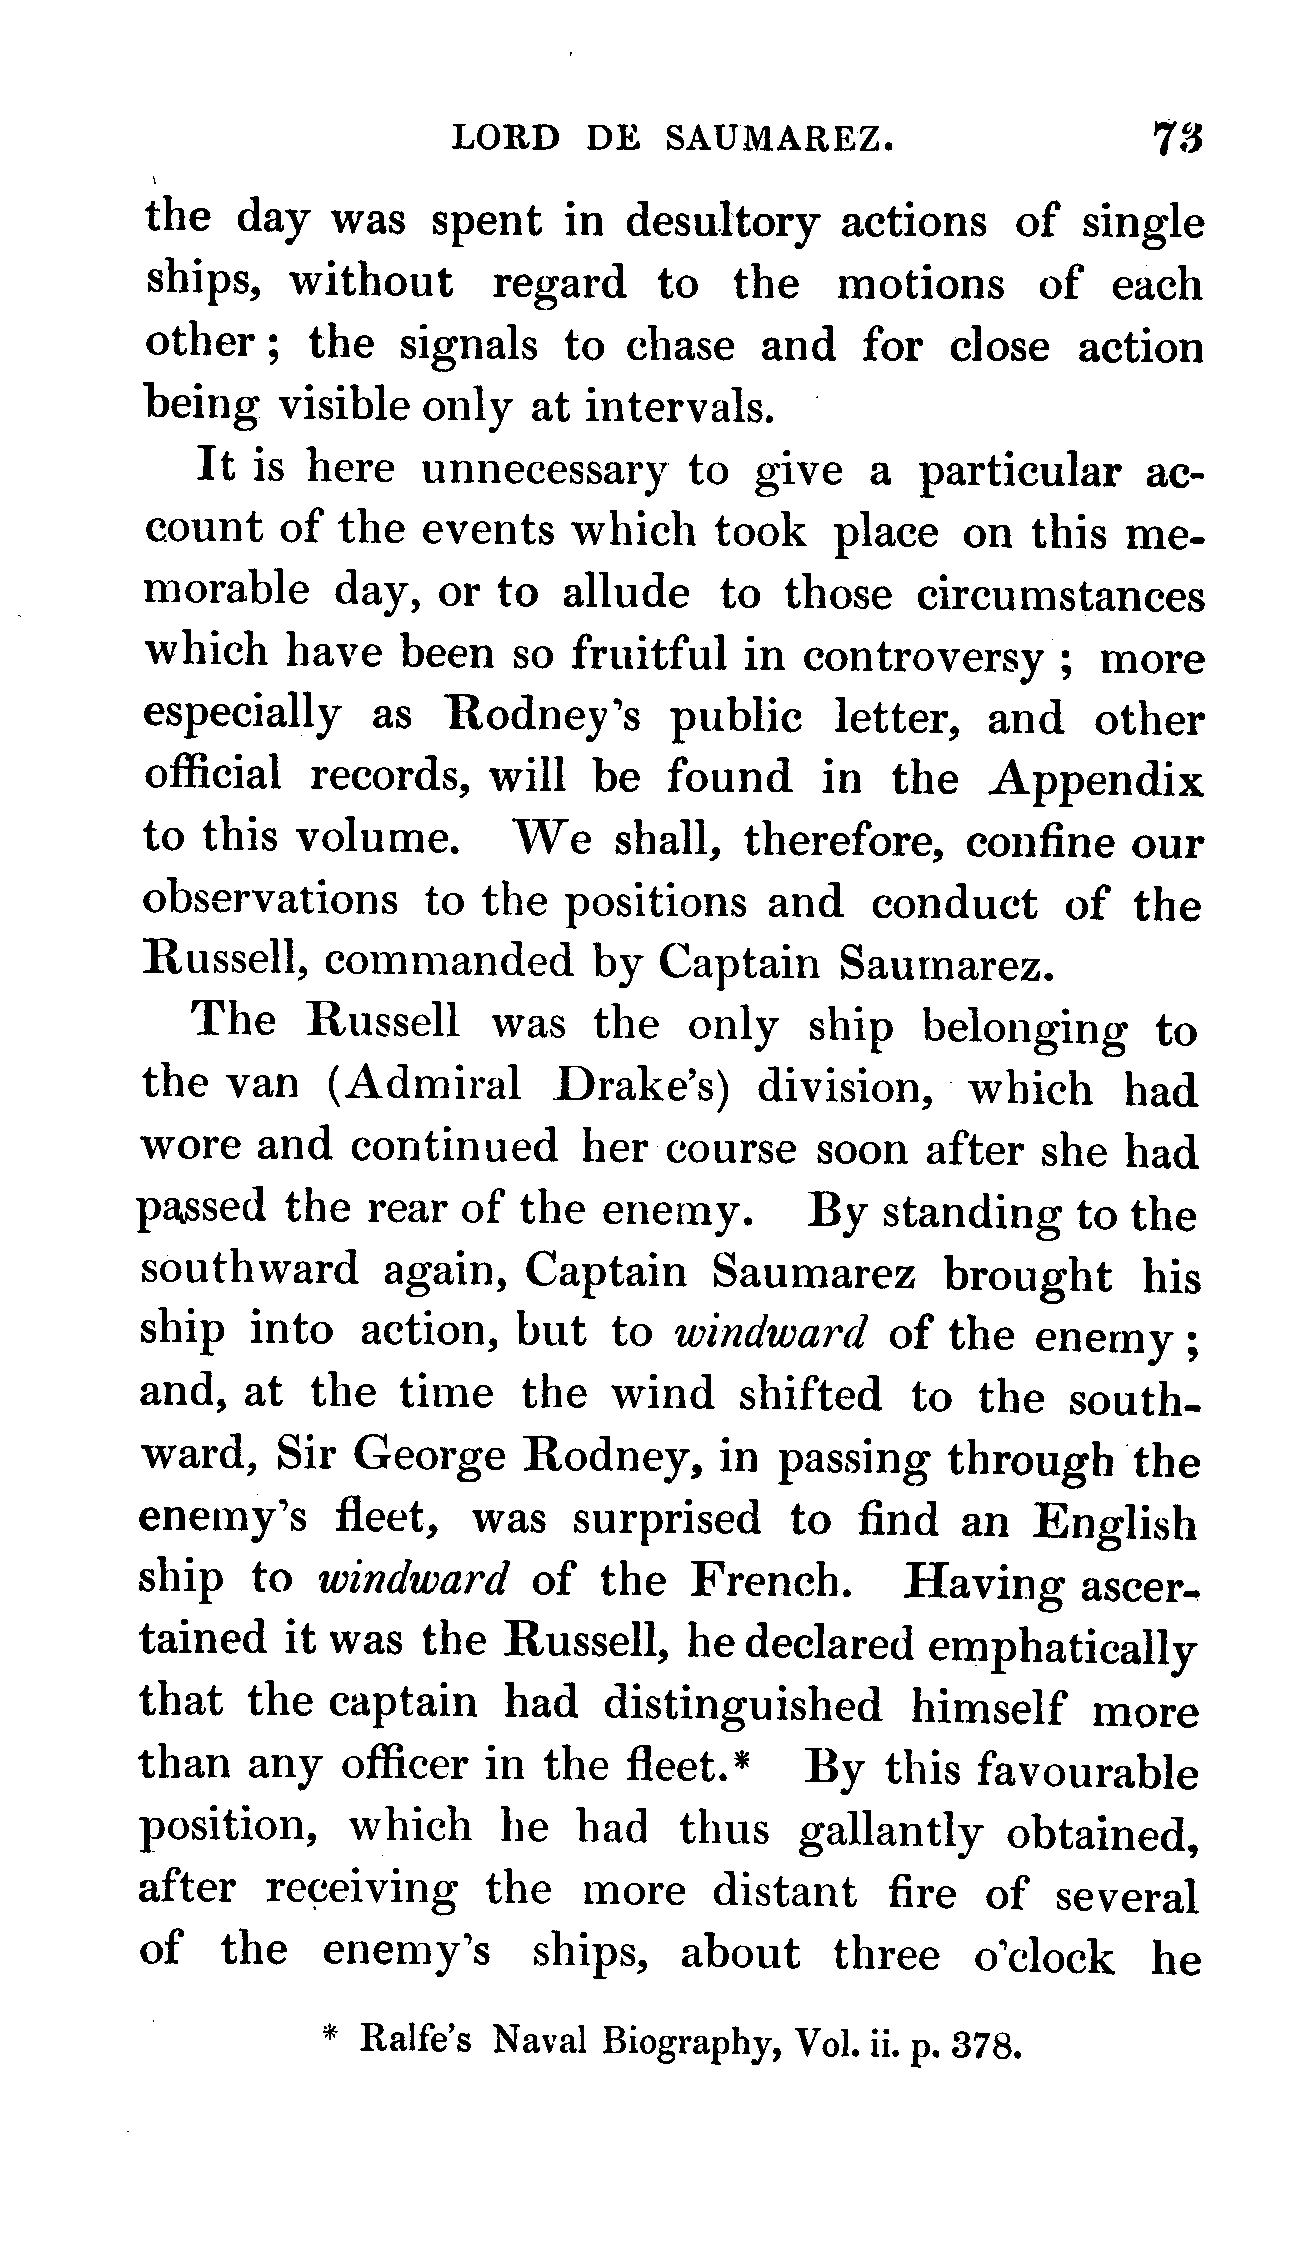 LORD DE SAUMAREZ. 73
the day was spent in desultory actions of single
ships, without regard to the motions of each
other ; the signals to chase and for close action
being visible only at intervals.
It is here unnecessary to give a particular ac-
count of the events which took place on this me-
morable day, or to allude to those circumstances
which have been so fruitful in controversy ; more
especially as Rodney's public letter, and other
official records, will be found in the Appendix
to this volume. We shall, therefore, confine our
observations to the positions and conduct of the
Russell, commanded by Captain Saumarez.
The Russell was the only ship belonging to
the van (Admiral Drake's) division, which had
wore and continued her course soon after she had
passed the rear of the enemy. By standing to the
southward again, Captain Saumarez brought his
ship into action, but to windward of the enemy ;
and, at the time the wind shifted to the south-
ward, Sir George Rodney, in passing through the
enemy's fleet, was surprised to find an English
ship to windward of the French. Having ascer-
tained it was the Russell, he declared emphatically
that the captain had distinguished himself more
than any officer in the fleet.* By this favourable
position, which he had thus gallantly obtained,
after receiving the more distant fire of several
of the enemy's ships, about three o'clock he
* Ralfe's Naval Biography, Vol. ii. p. 378.